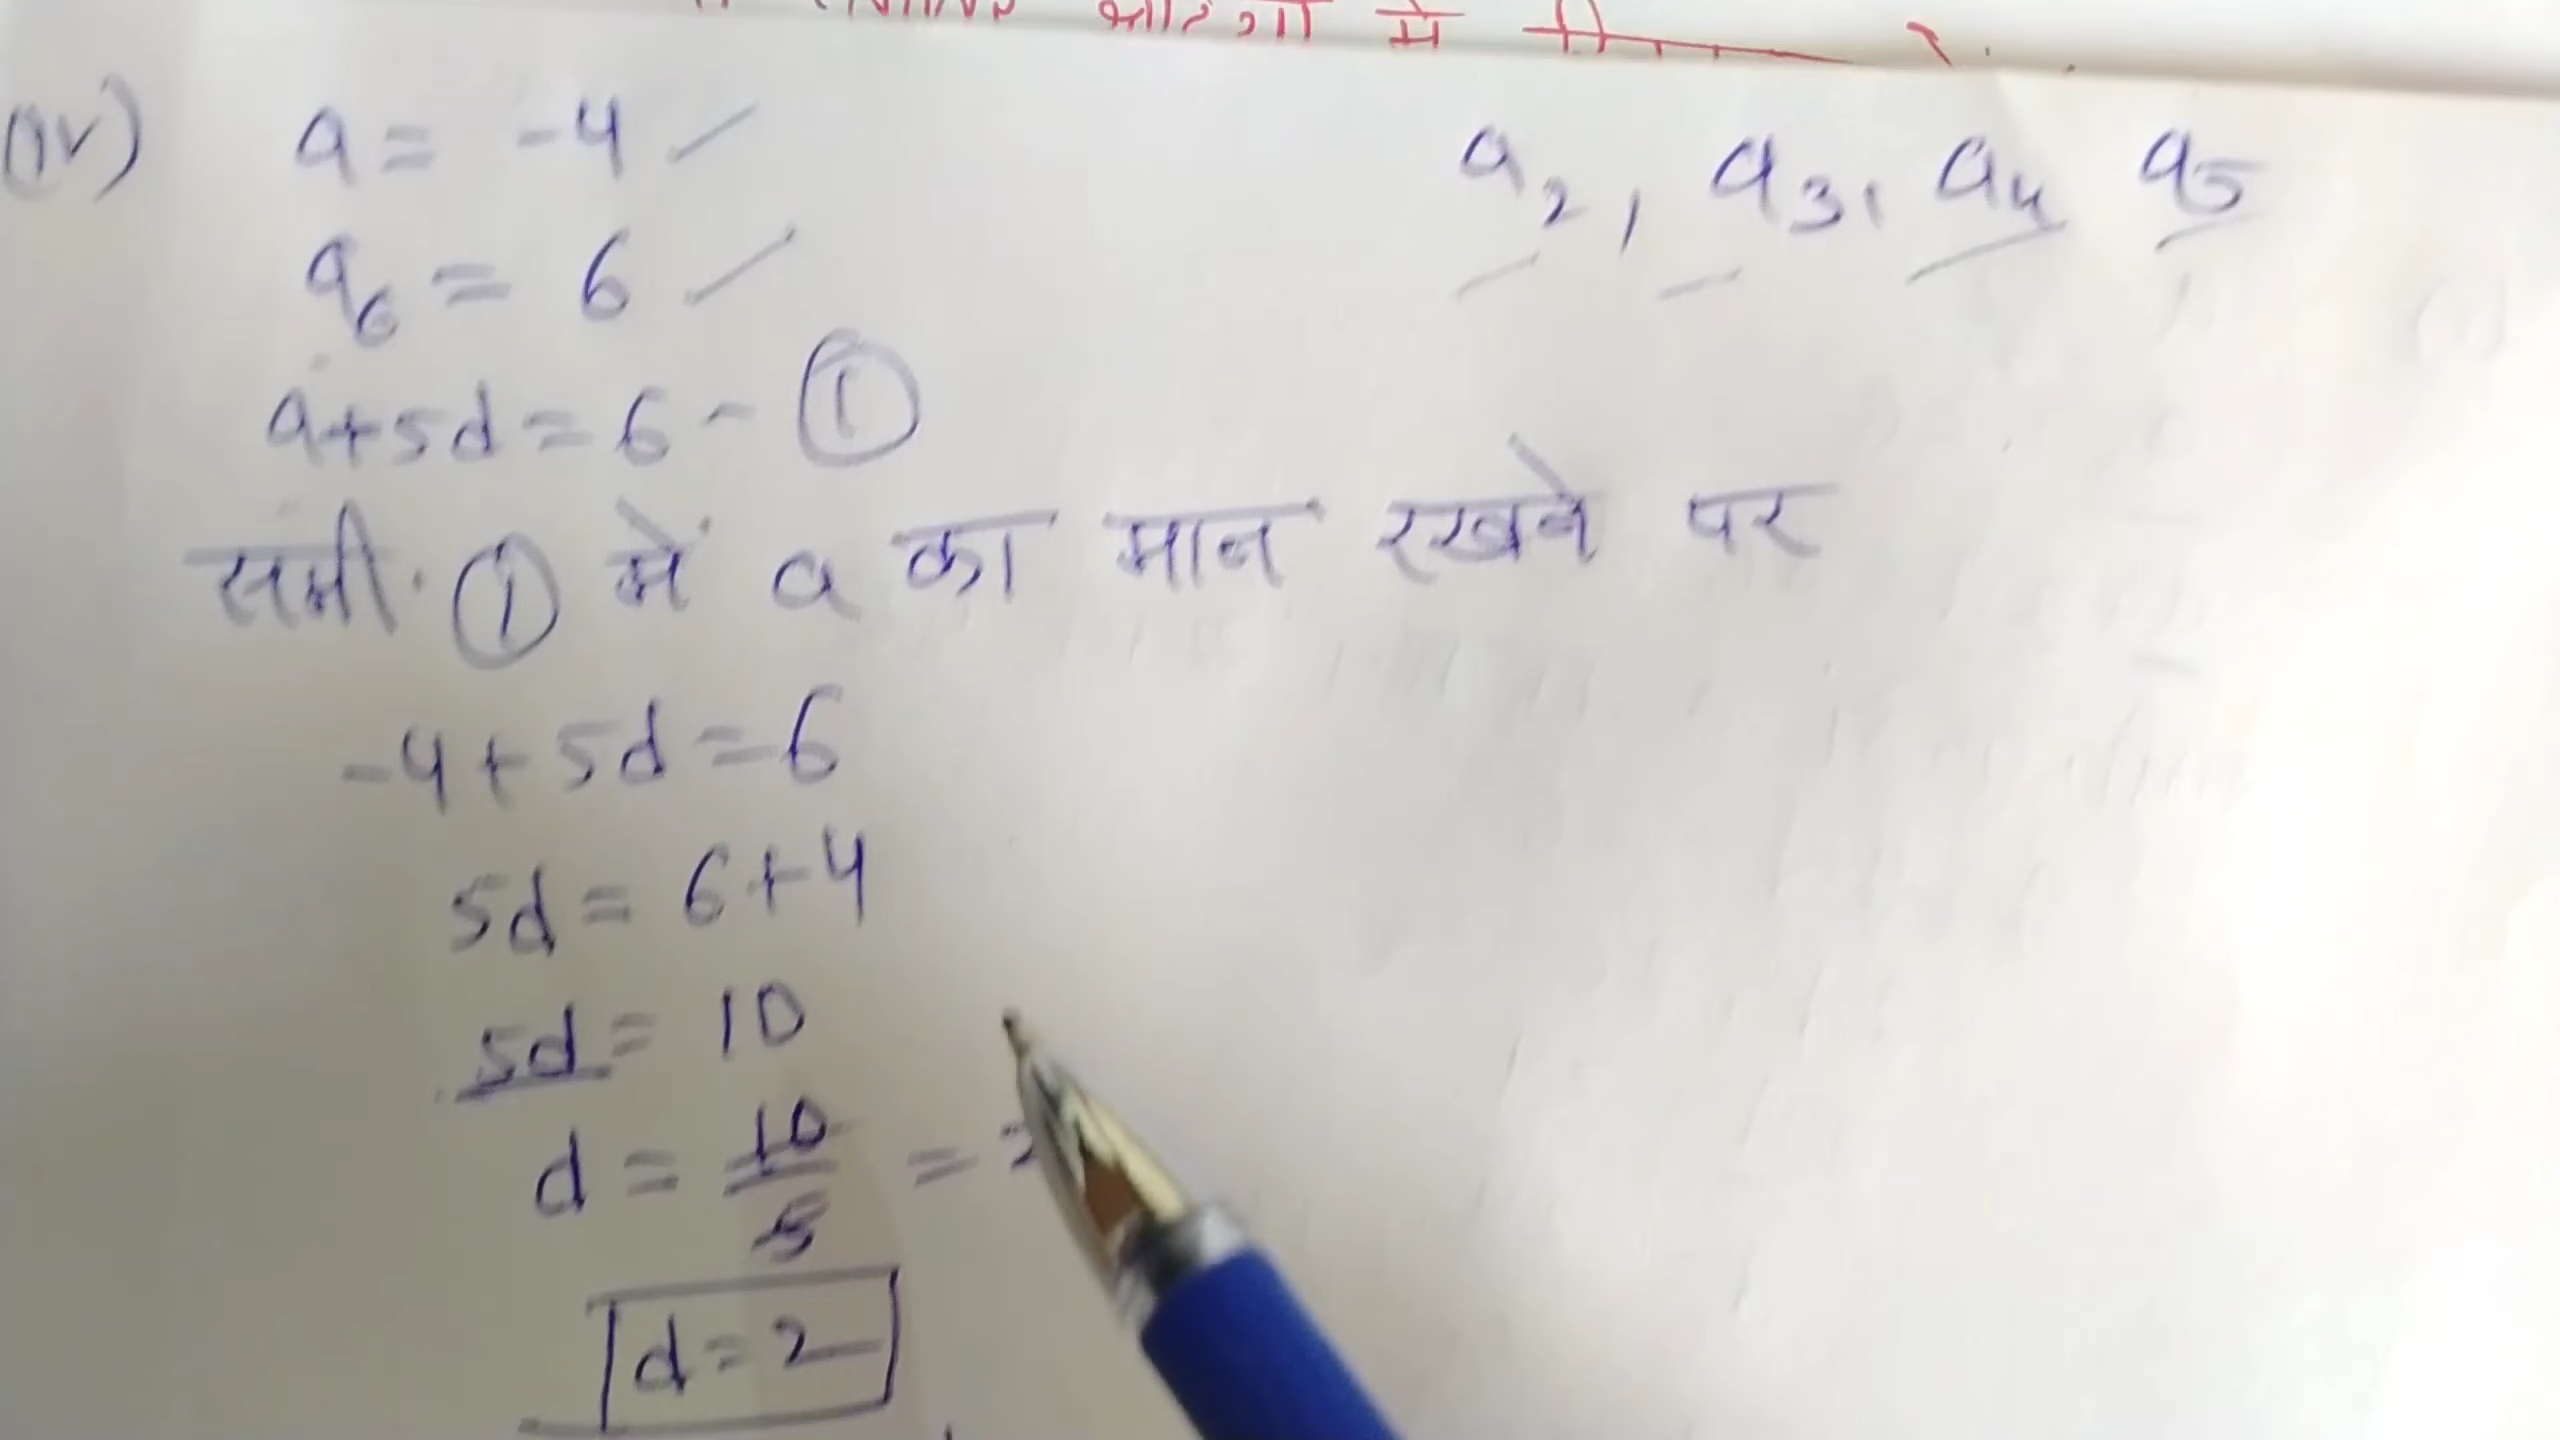 में
(iv) a = -4 a2, a3, a4 a5
a6 = 6
a+5d=6 - ①
समी. ① में a का मान रखने पर
-4+5d=6
5d= 6+4
5d= 10
d = 10/5 = 2
d=2